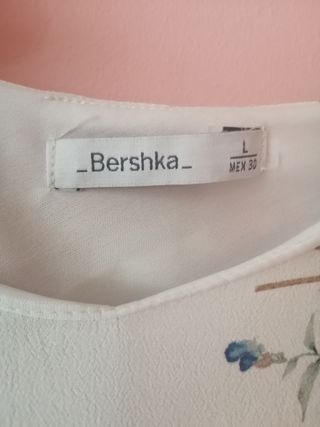 _Bershka_
L
MEX 30